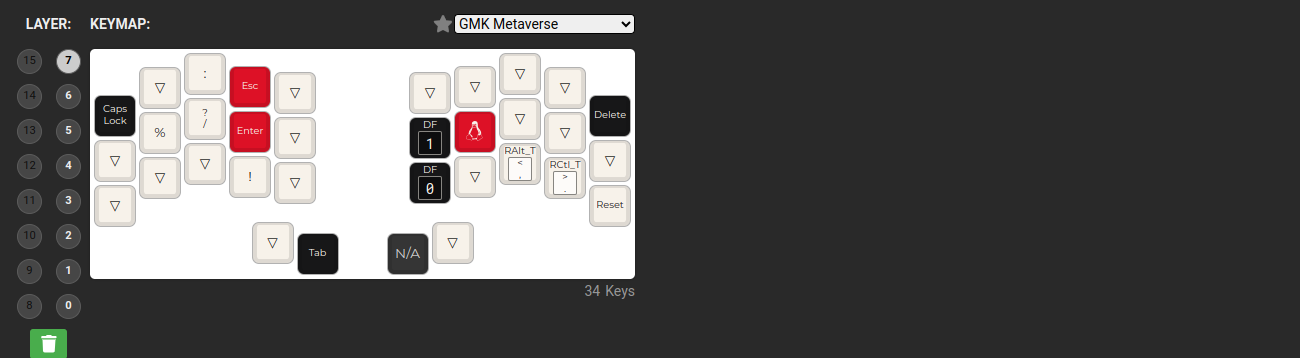 LAYER: KEYMAP: GMK Metaverse
15 7
14 6
13 5
12 4
11 3
10 2
9 1
8 0
Caps
Lock
▽
▽
▽
%
▽
:
?
/
▽
Esc
Enter
!
▽
▽
▽
▽
DF
1
DF
0
▽
▽
▽
▽
RAlt_T
<
,
▽
▽
RCtl_T
>
.
Delete
▽
Reset
▽
Tab
N/A
▽
34 Keys